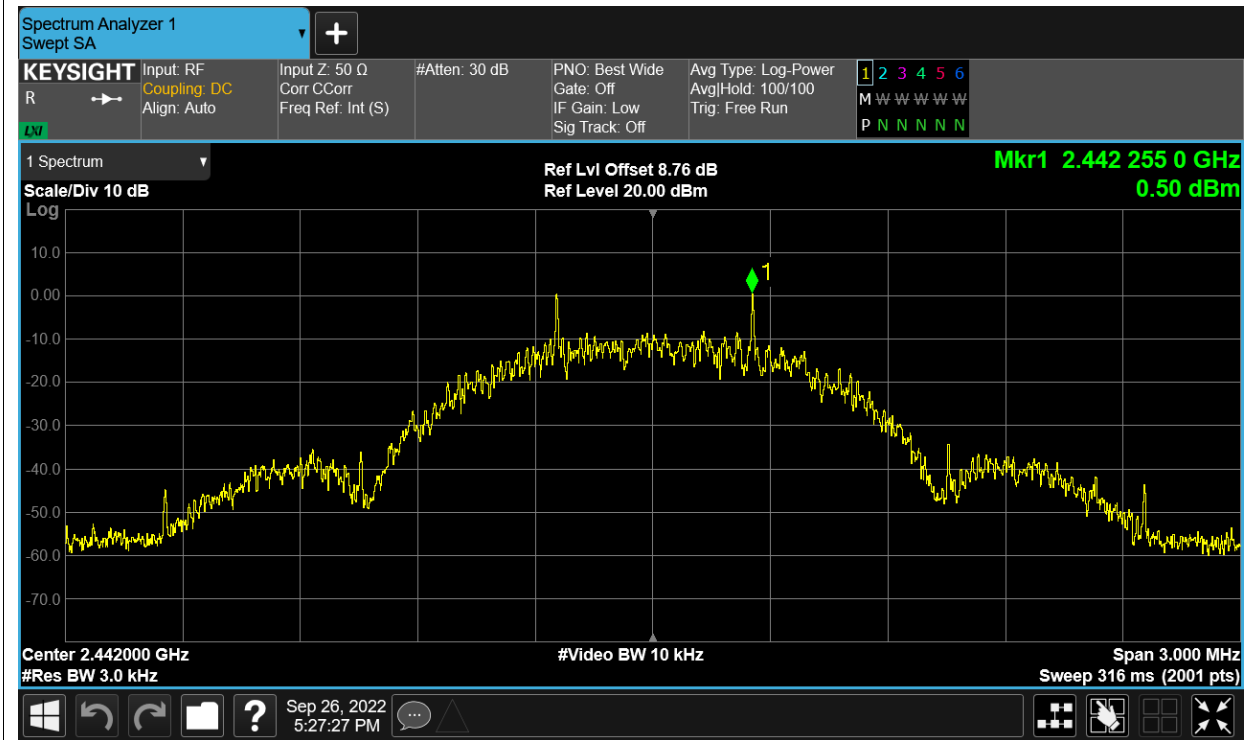 Spectrum Analyzer 1
Swept SA
KEYSIGHT
R
LXI
Input: RF
Coupling: DC
Align: Auto
Input Z: 50 Ω
Corr CCorr
Freq Ref: Int (S)
#Atten: 30 dB
PNO: Best Wide
Gate: Off
IF Gain: Low
Sig Track: Off
Avg Type: Log-Power
Avg|Hold: 100/100
Trig: Free Run
1 2 3 4 5 6
M W W W W W
P N N N N N
1 Spectrum
Scale/Div 10 dB
Log
Ref Lvl Offset 8.76 dB
Ref Level 20.00 dBm
Mkr1 2.442 255 0 GHz
0.50 dBm
1
10.0
0.00
-10.0
-20.0
-30.0
-40.0
-50.0
-60.0
-70.0
Center 2.442000 GHz
#Res BW 3.0 kHz
#Video BW 10 kHz
Span 3.000 MHz
Sweep 316 ms (2001 pts)
?
Sep 26, 2022
5:27:27 PM